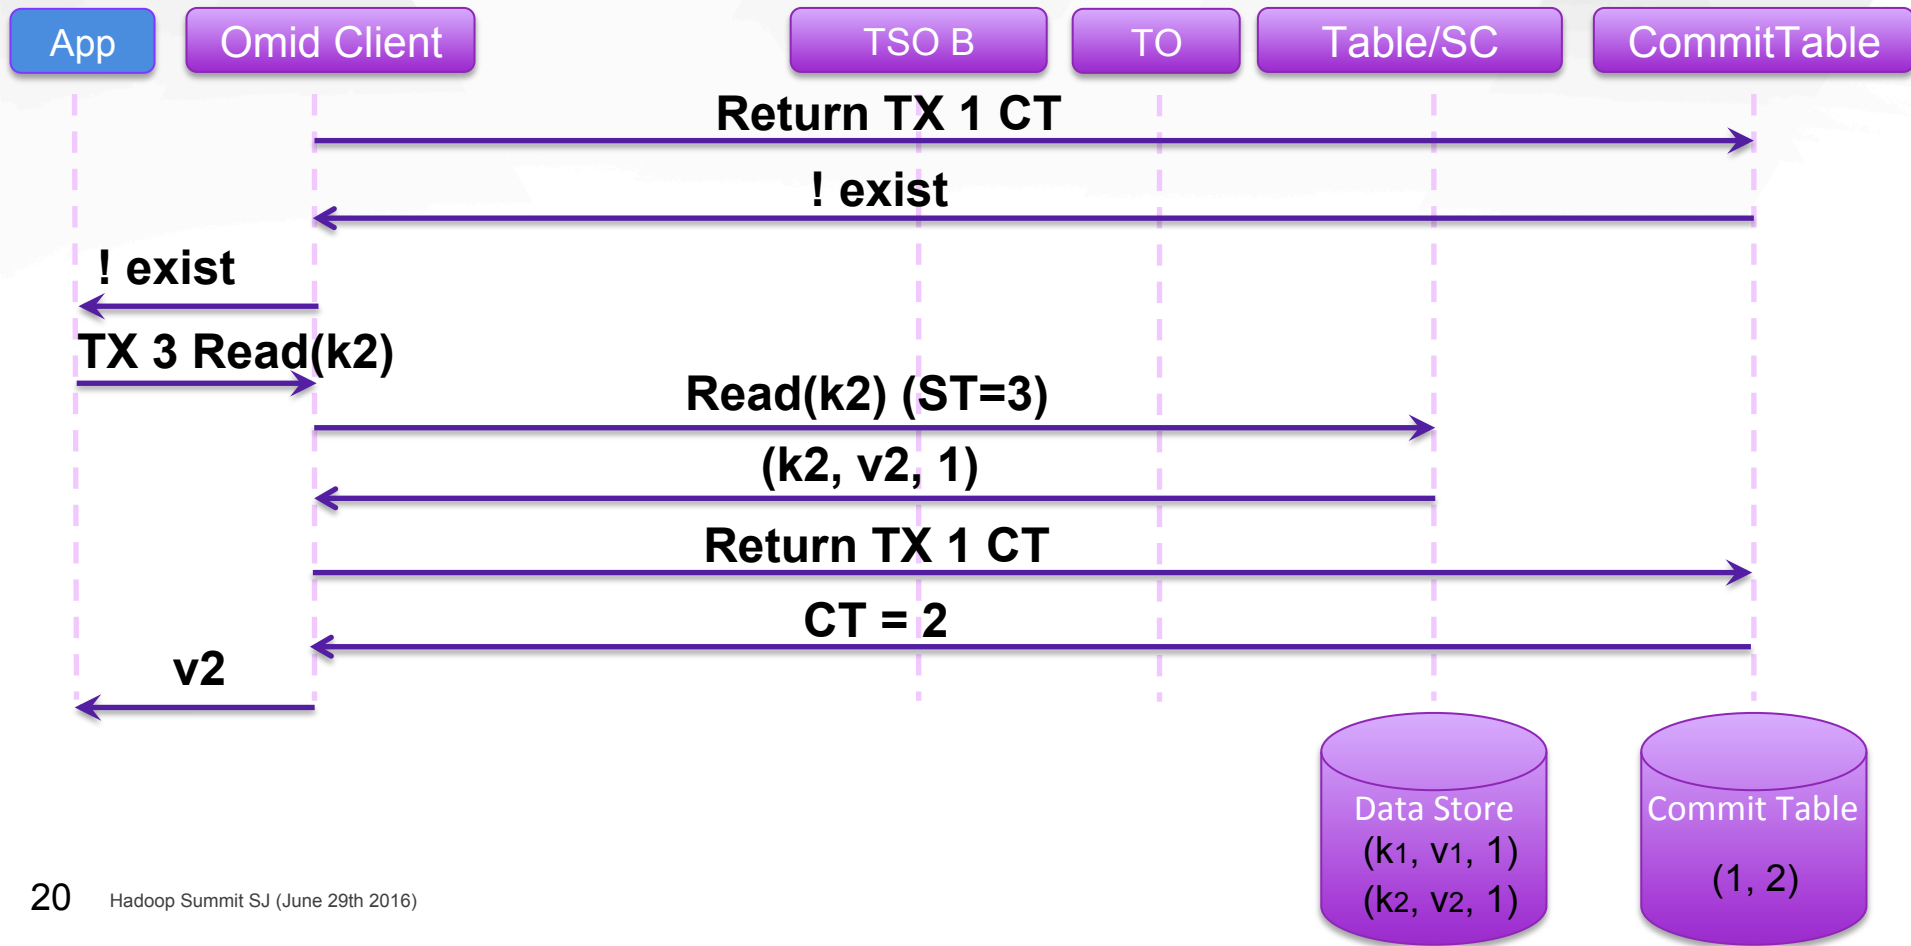 App
Omid Client
TSO B
TO
Table/SC
CommitTable
Return TX 1 CT
! exist
! exist
TX 3 Read(k2)
Read(k2) (ST=3)
(k2, v2, 1)
Return TX 1 CT
CT = 2
v2
Data Store
(k1, v1, 1)
(k2, v2, 1)
Commit Table
(1, 2)
20
Hadoop Summit SJ (June 29th 2016)